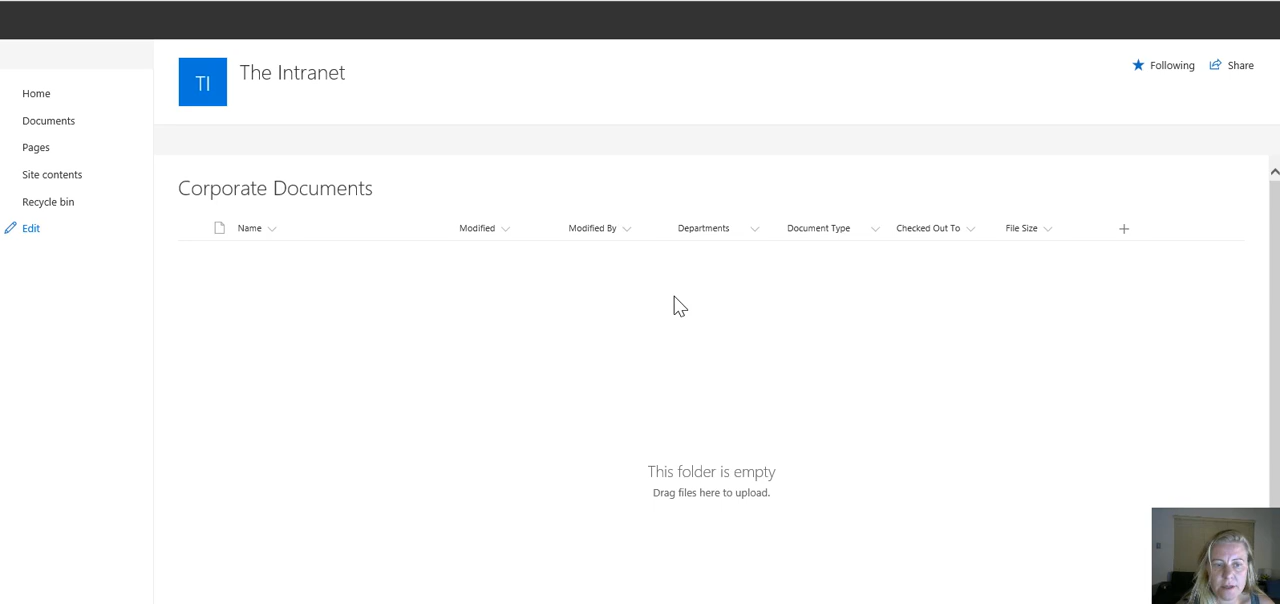 TI
The Intranet
Following
Share
Home
Documents
Pages
Site contents
Recycle bin
Edit
Corporate Documents
Name Modified Modified By Departments Document Type Checked Out To File Size
This folder is empty
Drag files here to upload.